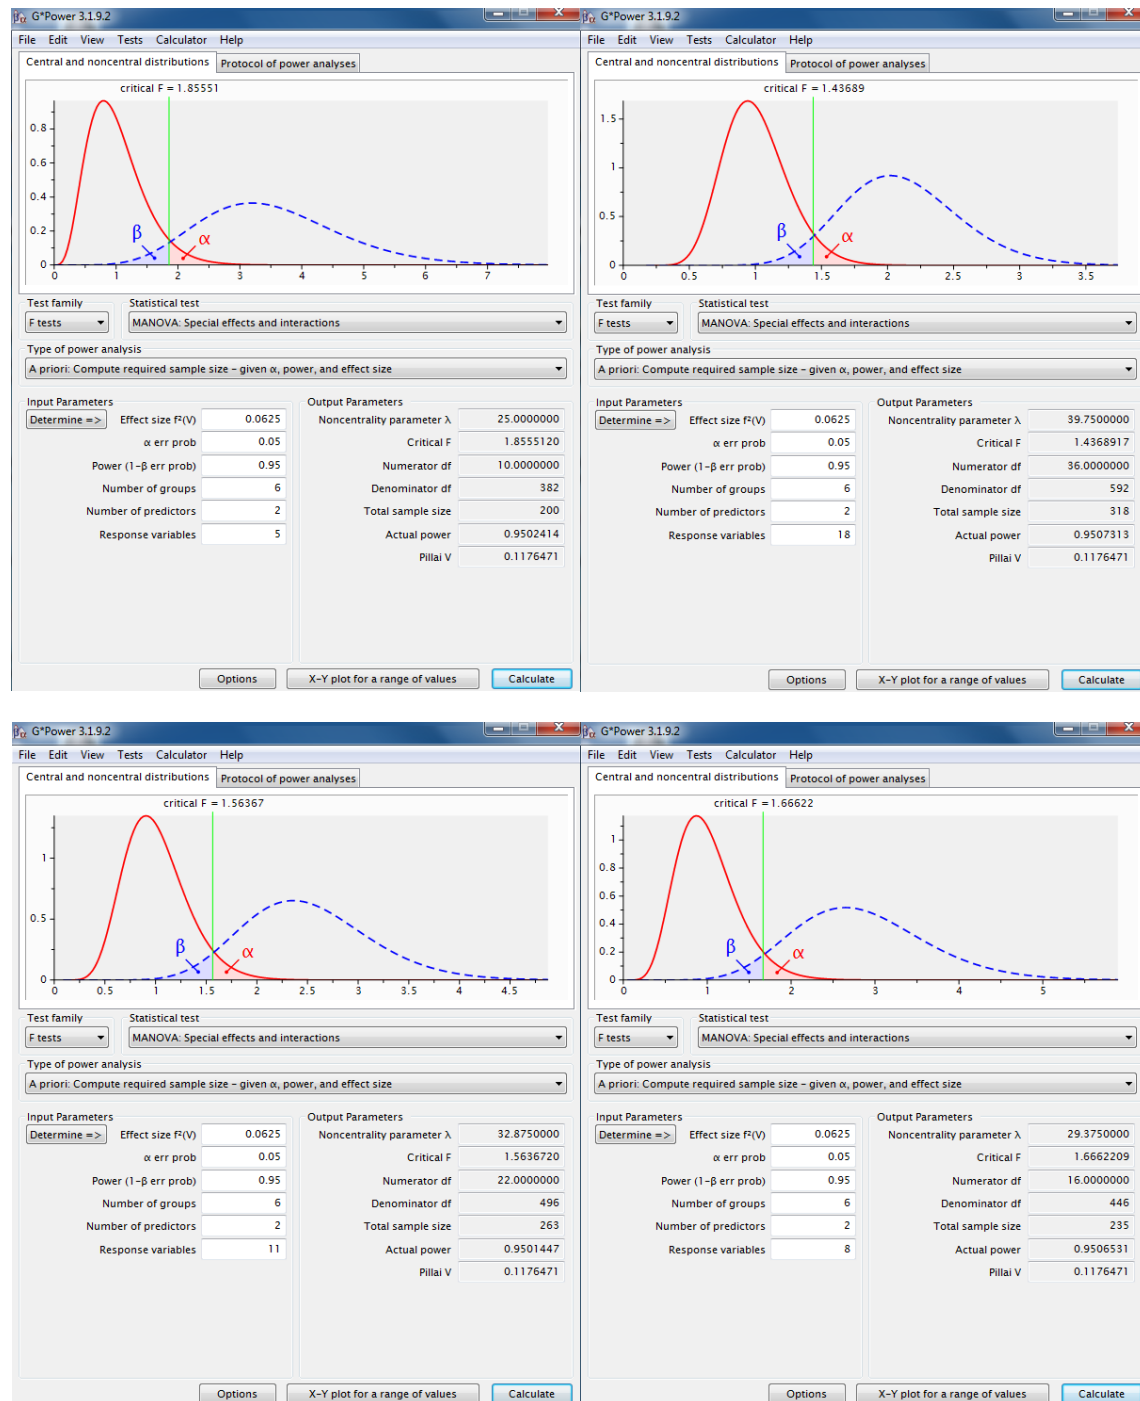 G*Power 3.1.9.2
File Edit View Tests Calculator Help
Central and noncentral distributions Protocol of power analyses
critical F = 1.85551
0.8
0.6
0.4
0.2
0
β
α
0 1 2 3 4 5 6 7
Test family Statistical test
F tests MANOVA: Special effects and interactions
Type of power analysis
A priori: Compute required sample size – given α, power, and effect size
Input Parameters Output Parameters
Determine => Effect size f²(V) 0.0625 Noncentrality parameter λ 25.0000000
α err prob 0.05 Critical F 1.8555120
Power (1-β err prob) 0.95 Numerator df 10.0000000
Number of groups 6 Denominator df 382
Number of predictors 2 Total sample size 200
Response variables 5 Actual power 0.9502414
Pillai V 0.1176471
Options X-Y plot for a range of values Calculate
G*Power 3.1.9.2
File Edit View Tests Calculator Help
Central and noncentral distributions Protocol of power analyses
critical F = 1.43689
1.5
1
0.5
0
β
α
0 0.5 1 1.5 2 2.5 3 3.5
Test family Statistical test
F tests MANOVA: Special effects and interactions
Type of power analysis
A priori: Compute required sample size – given α, power, and effect size
Input Parameters Output Parameters
Determine => Effect size f²(V) 0.0625 Noncentrality parameter λ 39.7500000
α err prob 0.05 Critical F 1.4368917
Power (1-β err prob) 0.95 Numerator df 36.0000000
Number of groups 6 Denominator df 592
Number of predictors 2 Total sample size 318
Response variables 18 Actual power 0.9507313
Pillai V 0.1176471
Options X-Y plot for a range of values Calculate
G*Power 3.1.9.2
File Edit View Tests Calculator Help
Central and noncentral distributions Protocol of power analyses
critical F = 1.56367
1
0.5
0
β
α
0 0.5 1 1.5 2 2.5 3 3.5 4 4.5
Test family Statistical test
F tests MANOVA: Special effects and interactions
Type of power analysis
A priori: Compute required sample size – given α, power, and effect size
Input Parameters Output Parameters
Determine => Effect size f²(V) 0.0625 Noncentrality parameter λ 32.8750000
α err prob 0.05 Critical F 1.5636720
Power (1-β err prob) 0.95 Numerator df 22.0000000
Number of groups 6 Denominator df 496
Number of predictors 2 Total sample size 263
Response variables 11 Actual power 0.9501447
Pillai V 0.1176471
Options X-Y plot for a range of values Calculate
G*Power 3.1.9.2
File Edit View Tests Calculator Help
Central and noncentral distributions Protocol of power analyses
critical F = 1.66622
1
0.8
0.6
0.4
0.2
0
β
α
0 1 2 3 4 5
Test family Statistical test
F tests MANOVA: Special effects and interactions
Type of power analysis
A priori: Compute required sample size – given α, power, and effect size
Input Parameters Output Parameters
Determine => Effect size f²(V) 0.0625 Noncentrality parameter λ 29.3750000
α err prob 0.05 Critical F 1.6662209
Power (1-β err prob) 0.95 Numerator df 16.0000000
Number of groups 6 Denominator df 446
Number of predictors 2 Total sample size 235
Response variables 8 Actual power 0.9506531
Pillai V 0.1176471
Options X-Y plot for a range of values Calculate